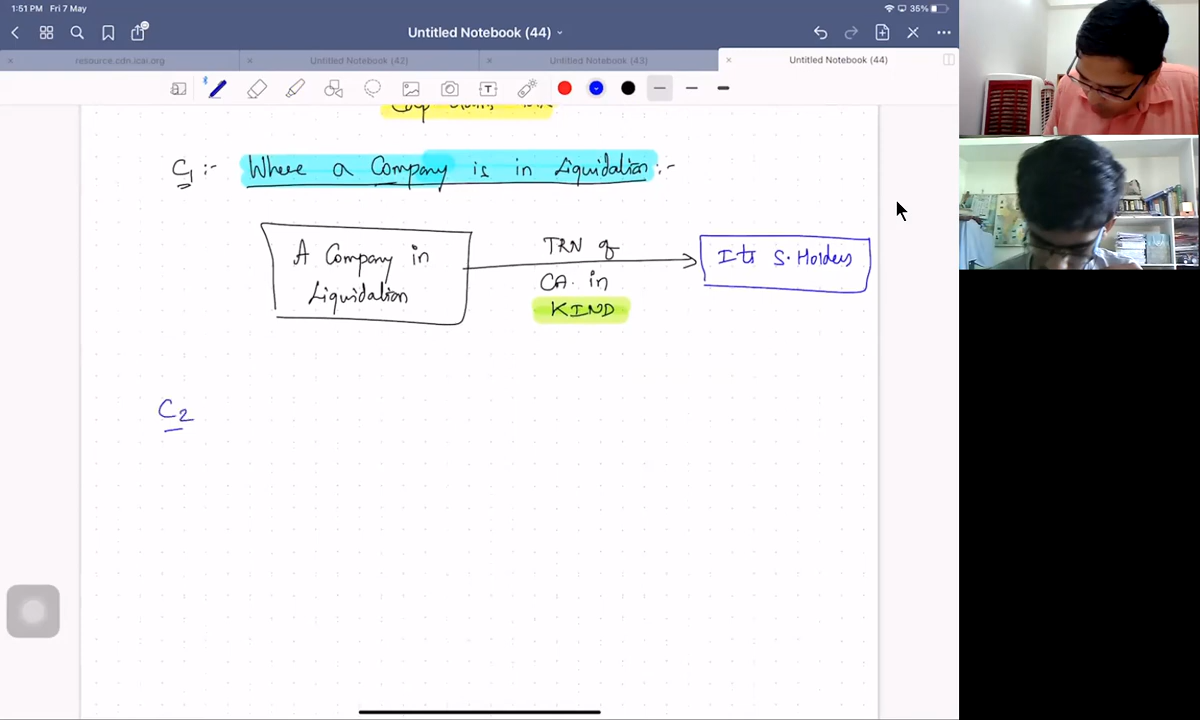 1:51 PM Fri 7 May
35%
Untitled Notebook (44)
resource.cdn.icai.org
Untitled Notebook (42)
Untitled Notebook (43)
Untitled Notebook (44)
C1 :- Where a Company is in Liquidation :-
A Company in
Liquidation
TRN of
CA. in
KIND
Its S. Holders
C2